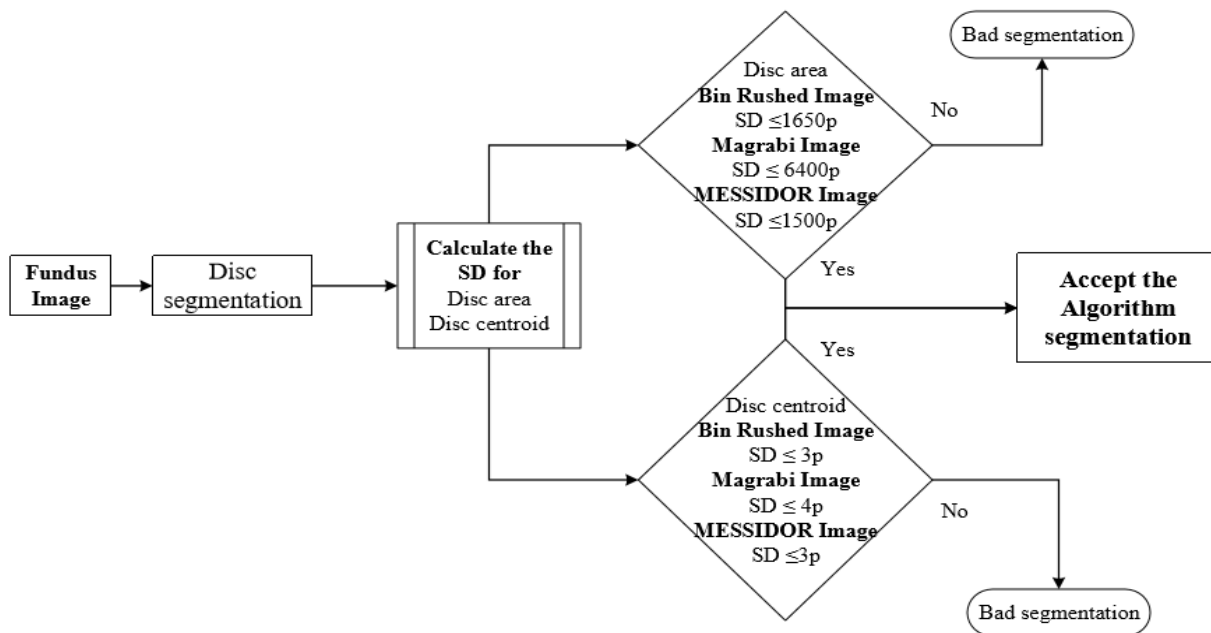 Fundus
Image
Disc
segmentation
Calculate the
SD for
Disc area
Disc centroid
Disc area
Bin Rushed Image
SD ≤1650p
Magrabi Image
SD ≤ 6400p
MESSIDOR Image
SD ≤1500p
No
Bad segmentation
Yes
Accept the
Algorithm
segmentation
Yes
Disc centroid
Bin Rushed Image
SD ≤ 3p
Magrabi Image
SD ≤ 4p
MESSIDOR Image
SD ≤3p
No
Bad segmentation